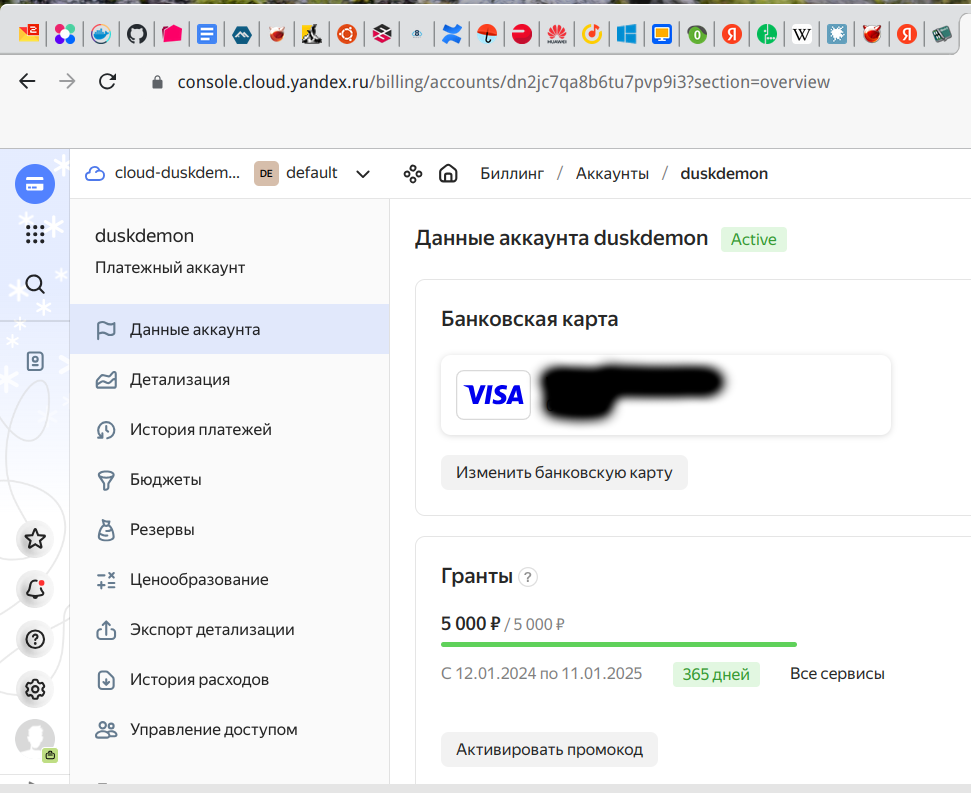 console.cloud.yandex.ru/billing/accounts/dn2jc7qa8b6tu7pvp9i3?section=overview
cloud-duskdem... DE default Биллинг / Аккаунты / duskdemon
duskdemon
Платежный аккаунт
Данные аккаунта
Детализация
История платежей
Бюджеты
Резервы
Ценообразование
Экспорт детализации
История расходов
Управление доступом
Данные аккаунта duskdemon Active
Банковская карта
VISA
Изменить банковскую карту
Гранты ?
5 000 ₽ / 5 000 ₽
С 12.01.2024 по 11.01.2025 365 дней Все сервисы
Активировать промокод